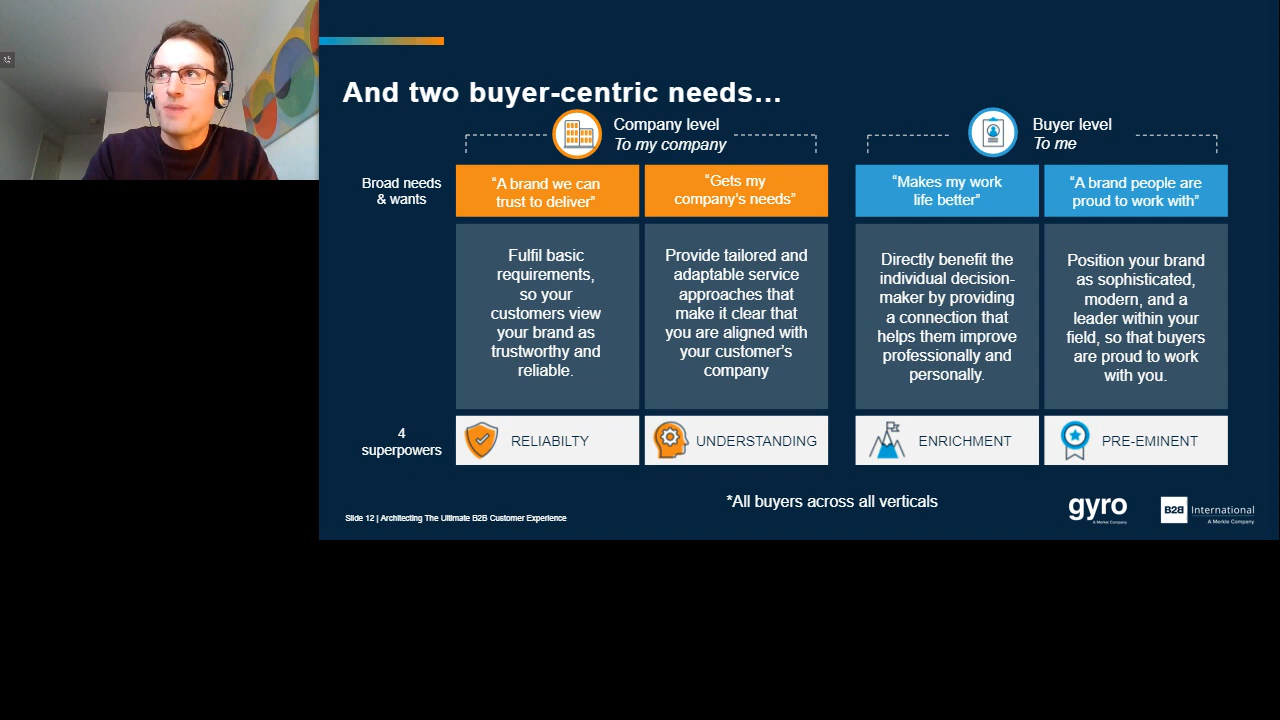 And two buyer-centric needs...
Company level
To my company
Buyer level
To me
Broad needs
& wants
“A brand we can
trust to deliver”
“Gets my
company’s needs”
“Makes my work
life better”
“A brand people are
proud to work with”
Fulfil basic
requirements,
so your
customers view
your brand as
trustworthy and
reliable.
Provide tailored and
adaptable service
approaches that
make it clear that
you are aligned with
your customer’s
company
Directly benefit the
individual decision-
maker by providing
a connection that
helps them improve
professionally and
personally.
Position your brand
as sophisticated,
modern, and a
leader within your
field, so that buyers
are proud to work
with you.
4
superpowers
RELIABILTY
UNDERSTANDING
ENRICHMENT
PRE-EMINENT
*All buyers across all verticals
Slide 12 | Architecting The Ultimate B2B Customer Experience
gyro
A Merkle Company
B2B International
A Merkle Company